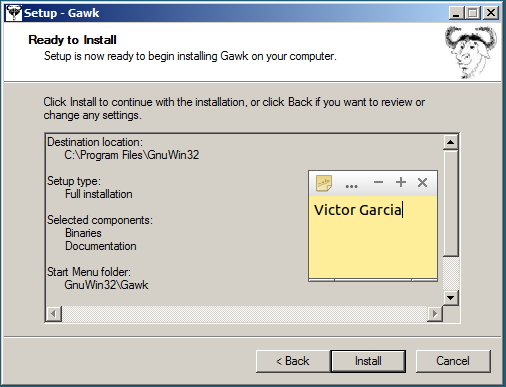 Setup - Gawk
Ready to Install
Setup is now ready to begin installing Gawk on your computer.
Click Install to continue with the installation, or click Back if you want to review or
change any settings.
Destination location:
C:\Program Files\GnuWin32
Setup type:
Full installation
Selected components:
Binaries
Documentation
Start Menu folder:
GnuWin32\Gawk
...
Victor Garcia
< Back
Install
Cancel